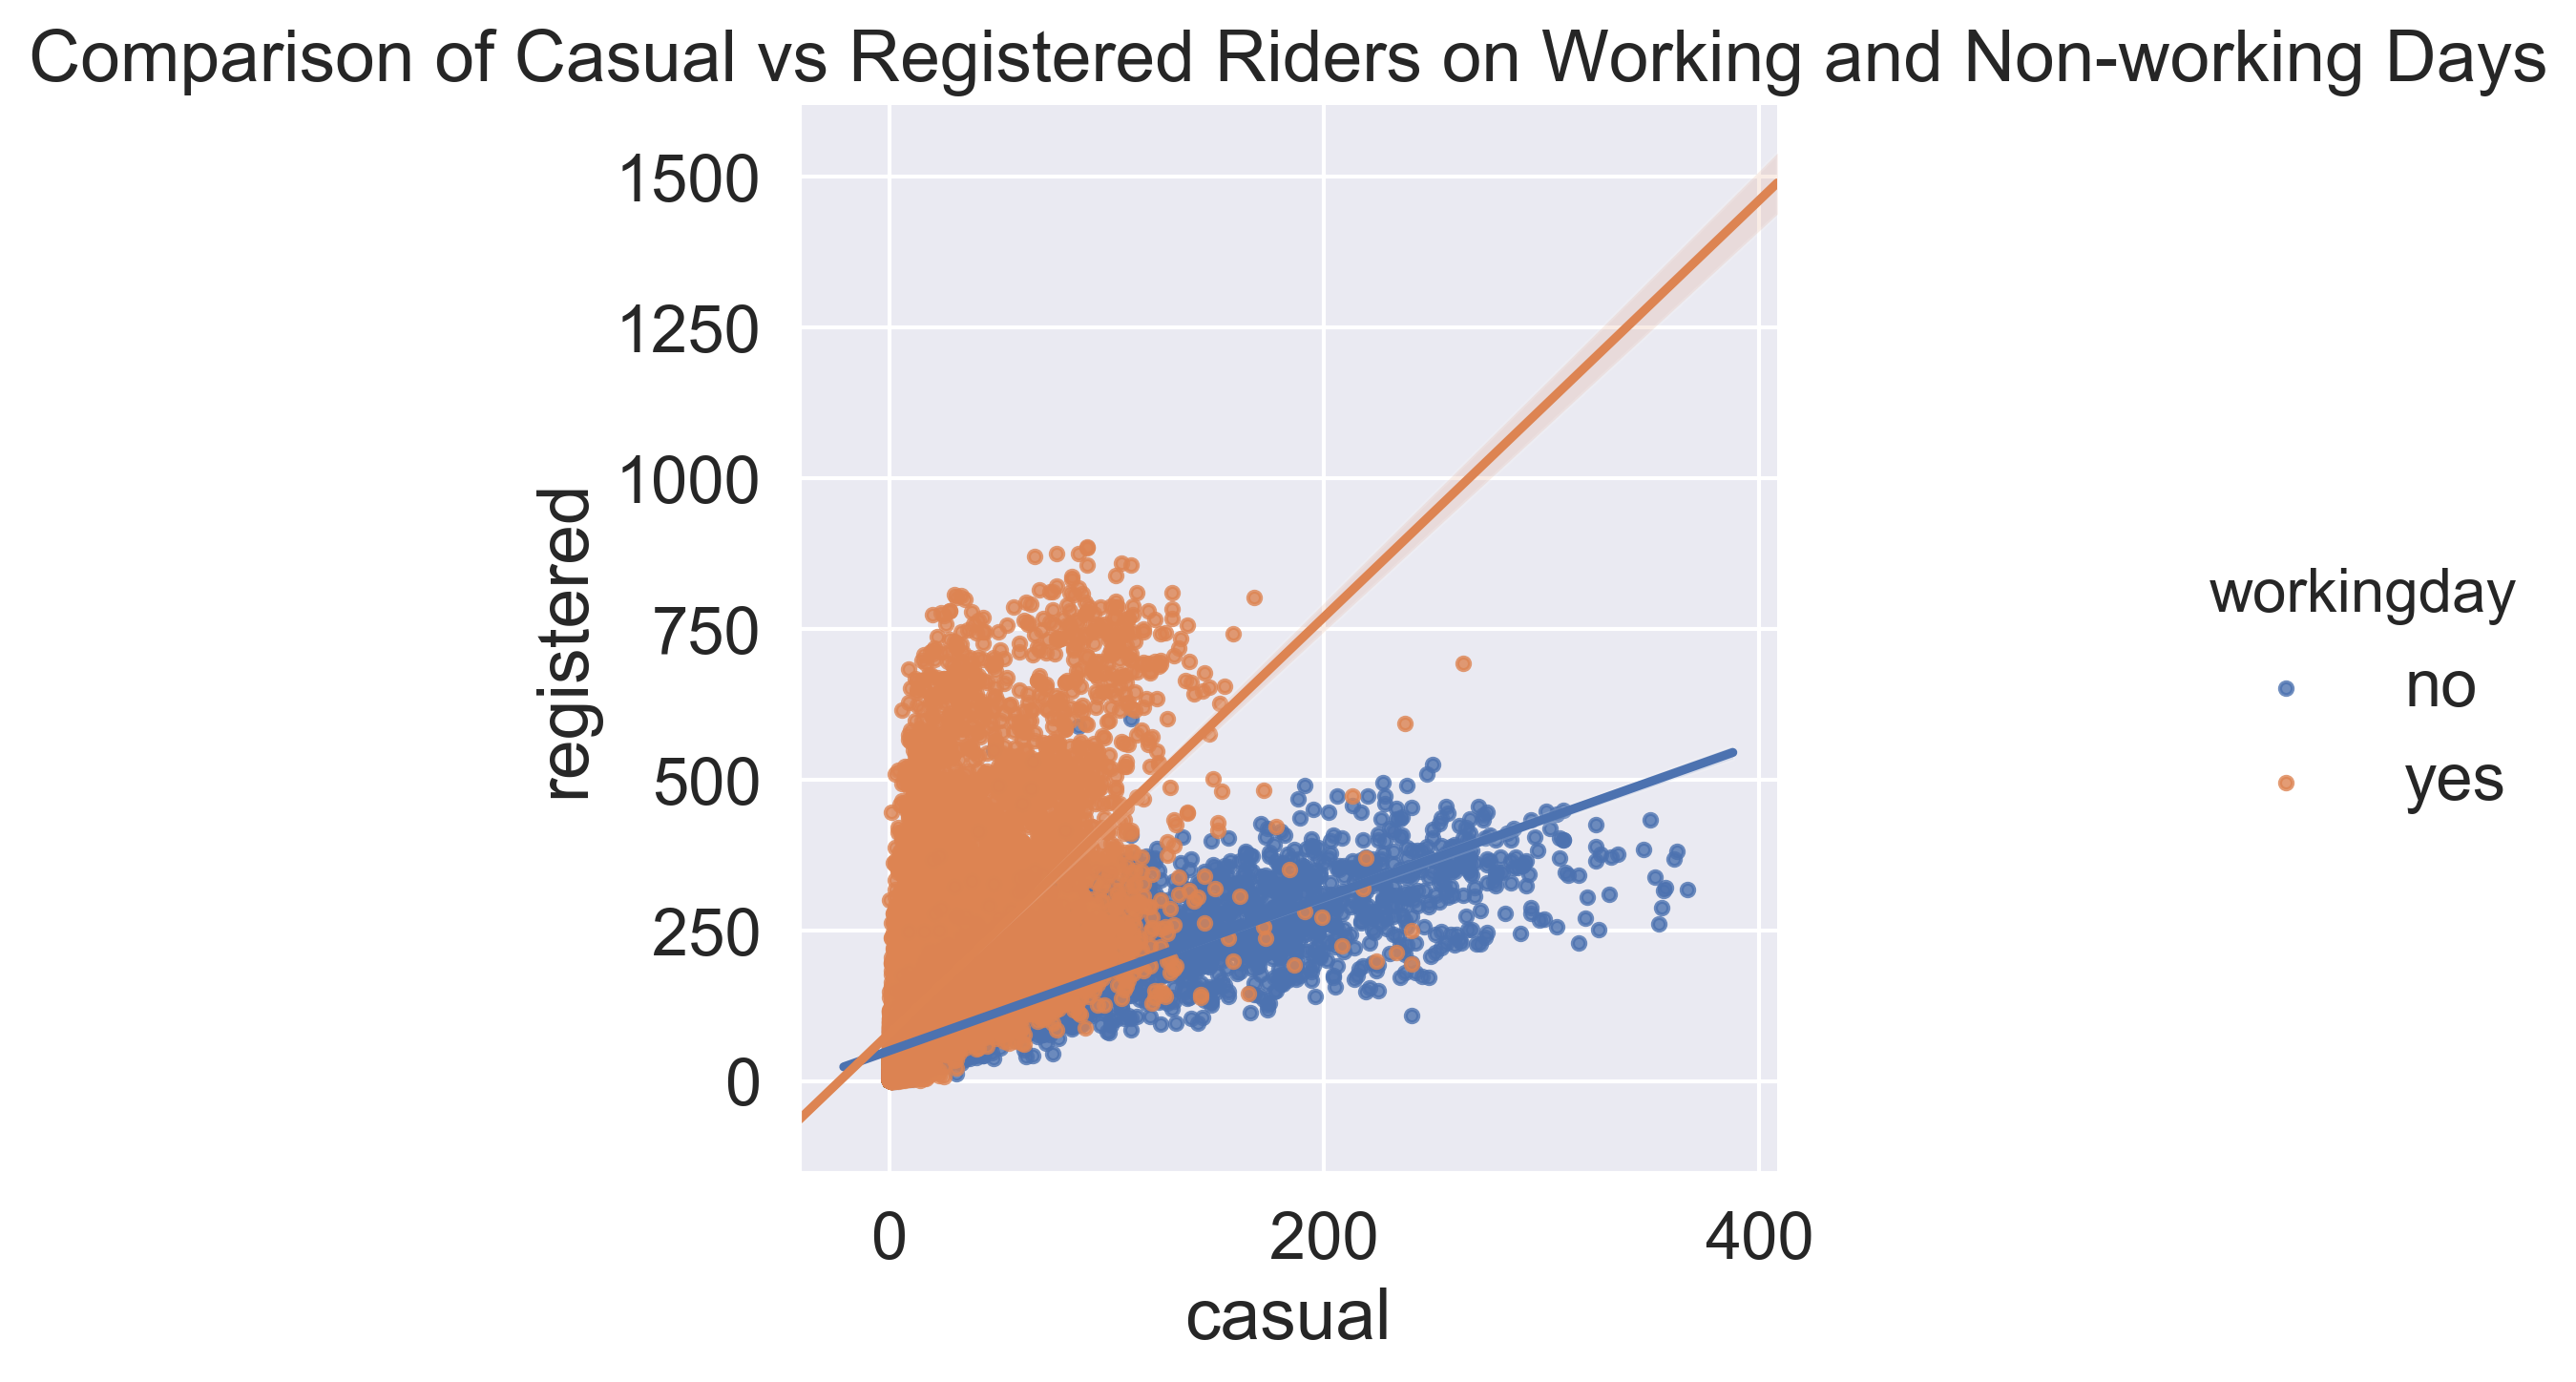 Comparison of Casual vs Registered Riders on Working and Non-working Days
1500
1250
1000
750
500
250
0
registered
0 200 400
casual
workingday
no
yes